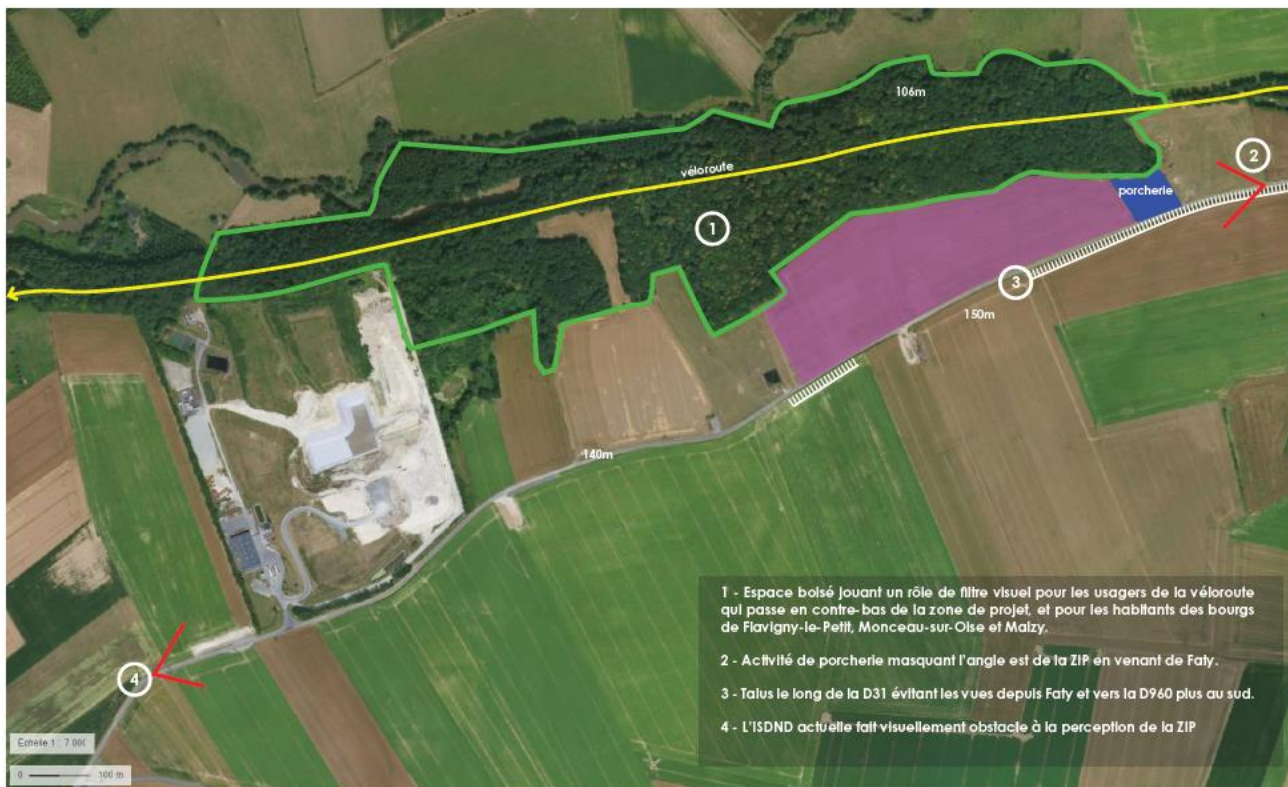 106m
2
véloroute
porcherie
1
3
150m
140m
1 - Espace boisé jouant un rôle de filtre visuel pour les usagers de la véloroute
qui passe en contre-bas de la zone de projet, et pour les habitants des bourgs
de Flavigny-le-Petit, Monceau-sur-Oise et Malzy.
2 - Activité de porcherie masquant l'angle est de la ZIP en venant de Faty.
4
3 - Talus le long de la D31 évitant les vues depuis Faty et vers la D960 plus au sud.
4 - L'ISDND actuelle fait visuellement obstacle à la perception de la ZIP
Échelle 1 : 7 000
0 100 m